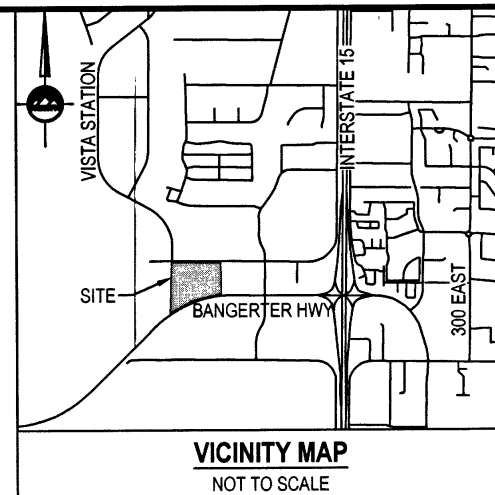 VISTA STATION
INTERSTATE 15
SITE
BANGERTER HWY
300 EAST
VICINITY MAP
NOT TO SCALE